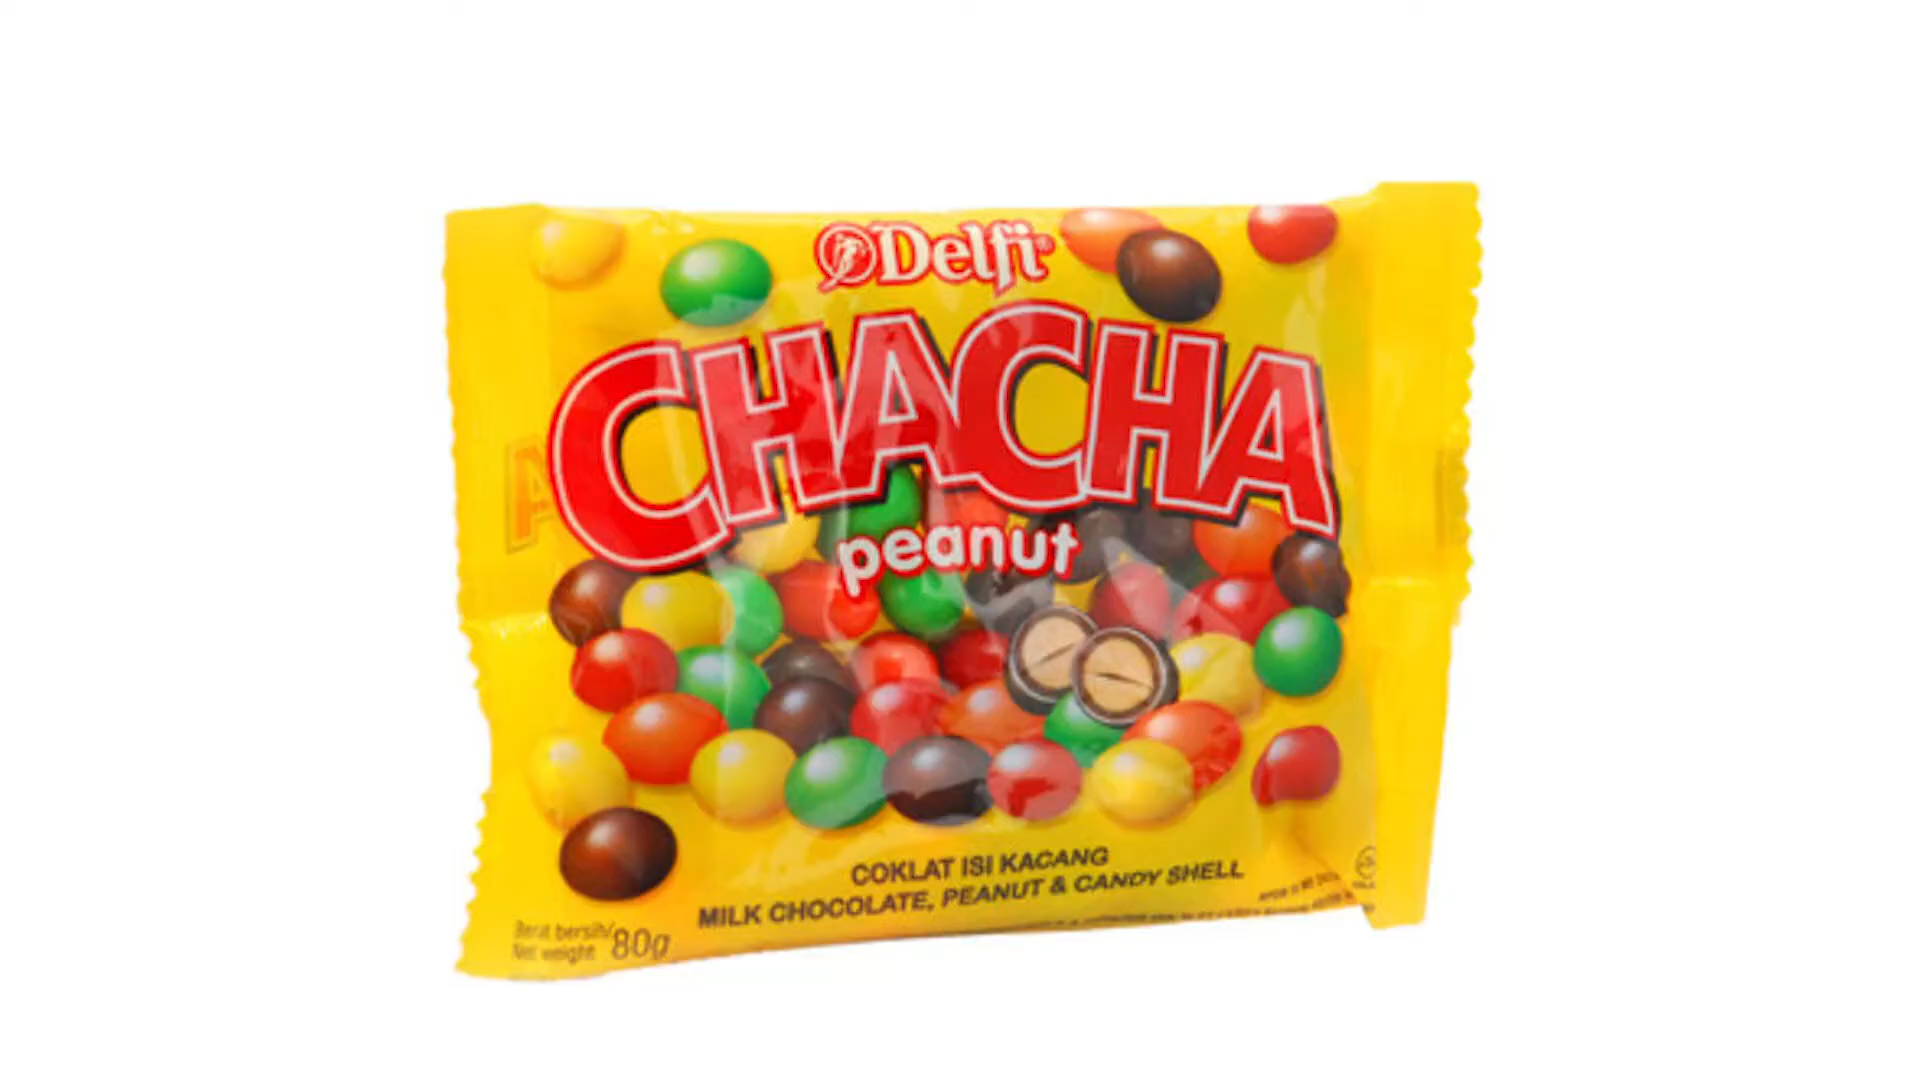 Delfi
CHACHA
peanut
COKLAT ISI KACANG
MILK CHOCOLATE, PEANUT & CANDY SHELL
Berat bersih/
Net weight 80g